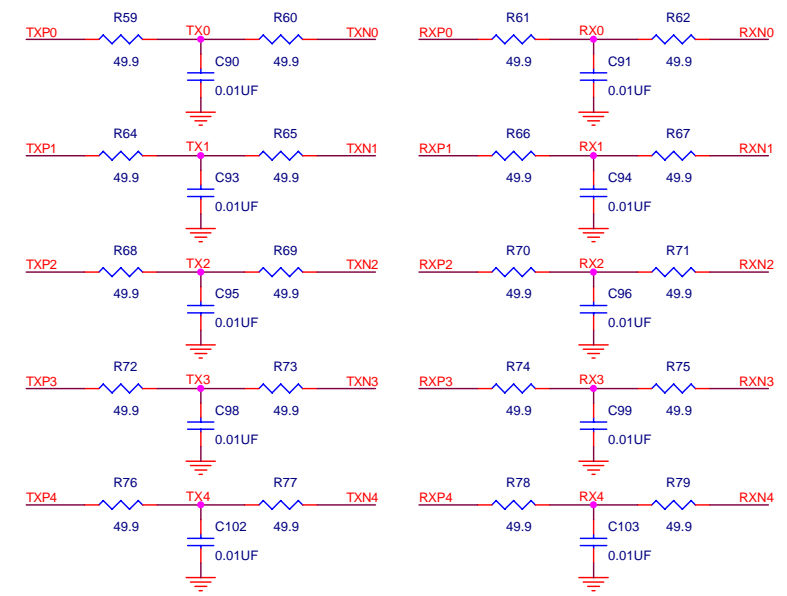 R59 R60 R61 R62
TXP0 TX0 TXN0 RXP0 RX0 RXN0
49.9 C90 49.9 49.9 C91 49.9
0.01UF 0.01UF
R64 R65 R66 R67
TXP1 TX1 TXN1 RXP1 RX1 RXN1
49.9 C93 49.9 49.9 C94 49.9
0.01UF 0.01UF
R68 R69 R70 R71
TXP2 TX2 TXN2 RXP2 RX2 RXN2
49.9 C95 49.9 49.9 C96 49.9
0.01UF 0.01UF
R72 R73 R74 R75
TXP3 TX3 TXN3 RXP3 RX3 RXN3
49.9 C98 49.9 49.9 C99 49.9
0.01UF 0.01UF
R76 R77 R78 R79
TXP4 TX4 TXN4 RXP4 RX4 RXN4
49.9 C102 49.9 49.9 C103 49.9
0.01UF 0.01UF